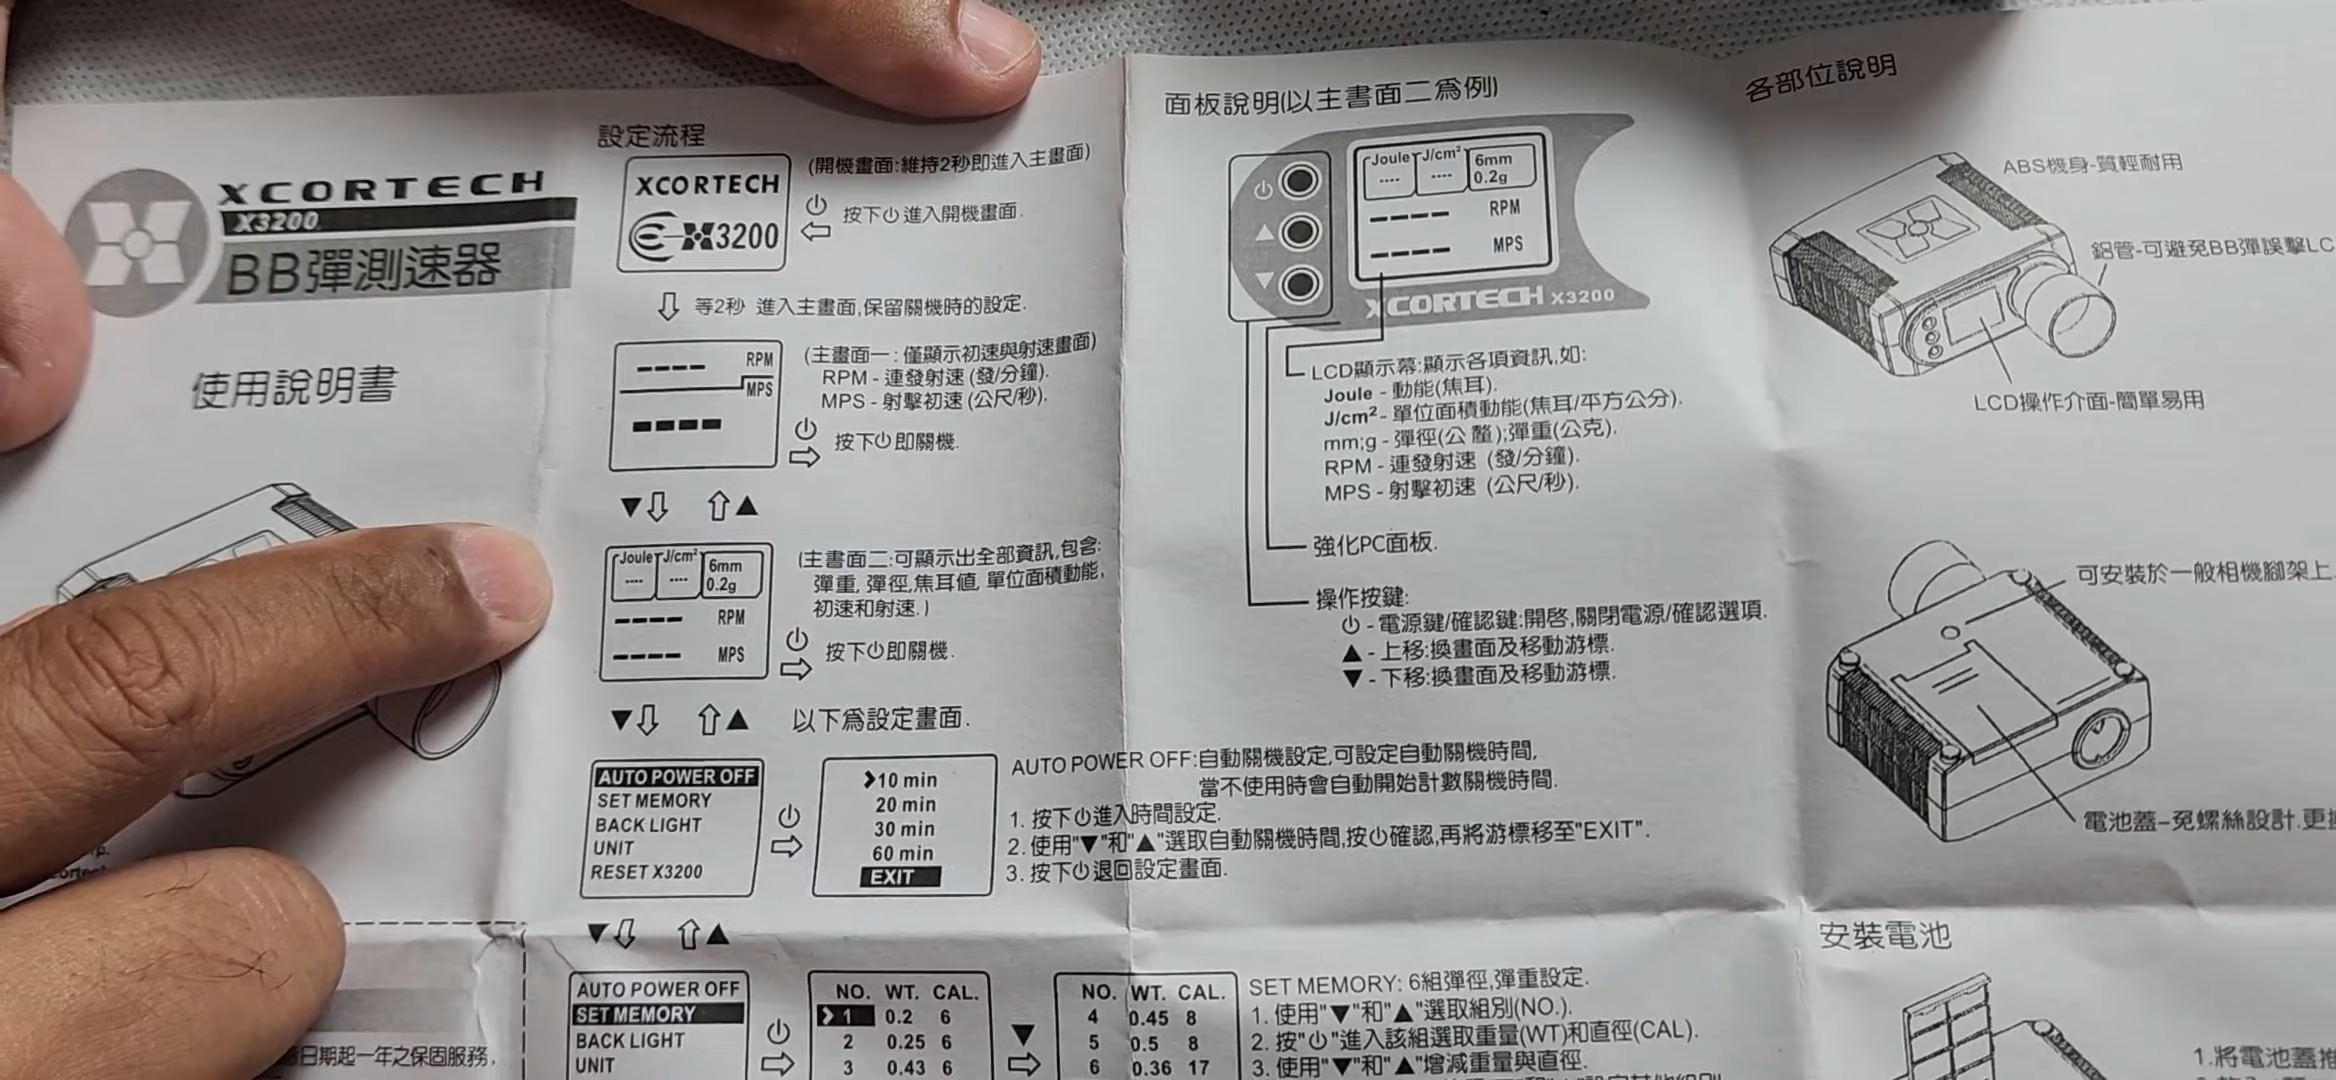 XCORTECH
X3200
BB彈測速器
使用說明書
日期起一年之保固服務,
設定流程
XCORTECH
X3200
(開機畫面:維持2秒即進入主畫面)
按下⏻進入開機畫面.
等2秒 進入主畫面,保留關機時的設定.
---- RPM
MPS
----
(主畫面一:僅顯示初速與射速畫面)
RPM - 連發射速(發/分鐘).
MPS - 射擊初速(公尺/秒).
⏻
按下⏻即關機.
▼⇩ ⇧▲
Joule J/cm² 6mm
---- ---- 0.2g
---- RPM
---- MPS
(主書面二:可顯示出全部資訊,包含:
彈重, 彈徑,焦耳值, 單位面積動能,
初速和射速.)
⏻
按下⏻即關機.
▼⇩ ⇧▲ 以下為設定畫面.
AUTO POWER OFF
SET MEMORY
BACK LIGHT
UNIT
RESET X3200
⏻
10 min
20 min
30 min
60 min
EXIT
AUTO POWER OFF:自動關機設定,可設定自動關機時間,
當不使用時會自動開始計數關機時間.
1. 按下⏻進入時間設定.
2. 使用"▼"和"▲"選取自動關機時間,按⏻確認,再將游標移至"EXIT".
3. 按下⏻退回設定畫面.
▼⇩ ⇧▲
AUTO POWER OFF
SET MEMORY
BACK LIGHT
UNIT
⏻
NO. WT. CAL.
1 0.2 6
2 0.25 6
3 0.43 6
▼
NO. WT. CAL.
4 0.45 8
5 0.5 8
6 0.36 17
SET MEMORY: 6組彈徑,彈重設定.
1. 使用"▼"和"▲"選取組別(NO.).
2. 按"⏻"進入該組選取重量(WT)和直徑(CAL).
3. 使用"▼"和"▲"增減重量與直徑.
面板說明(以主書面二為例)
Joule J/cm² 6mm
---- ---- 0.2g
---- RPM
---- MPS
XCORTECH X3200
LCD顯示幕:顯示各項資訊,如:
Joule - 動能(焦耳).
J/cm² - 單位面積動能(焦耳/平方公分).
mm;g - 彈徑(公釐);彈重(公克).
RPM - 連發射速 (發/分鐘).
MPS - 射擊初速 (公尺/秒).
強化PC面板.
操作按鍵:
⏻ - 電源鍵/確認鍵:開啓,關閉電源/確認選項.
▲ - 上移:換畫面及移動游標.
▼ - 下移:換畫面及移動游標.
各部位說明
ABS機身-質輕耐用
鋁管-可避免BB彈誤擊LC
LCD操作介面-簡單易用
可安裝於一般相機腳架上
電池蓋-免螺絲設計.更
安裝電池
1.將電池蓋